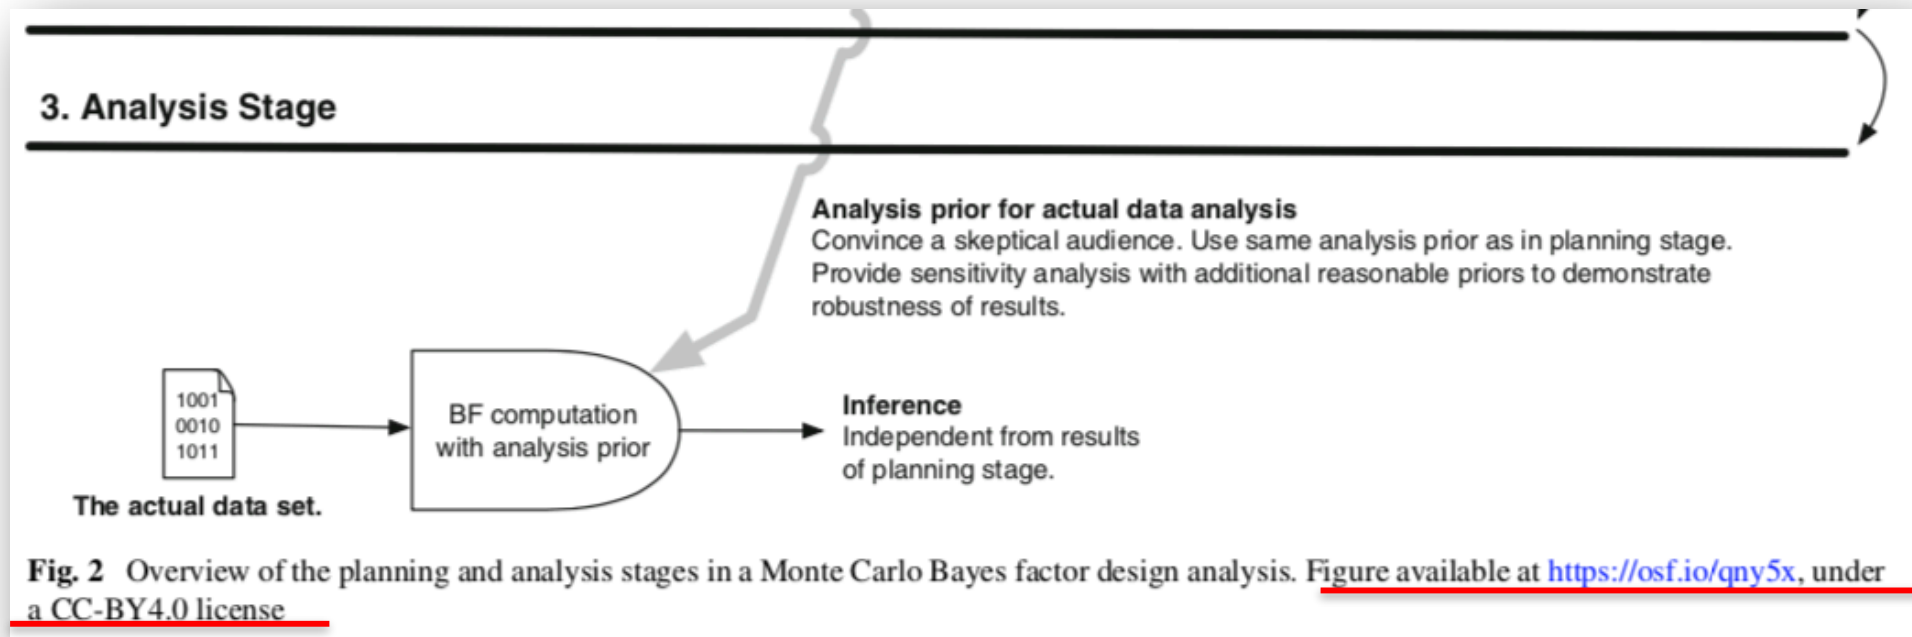 3. Analysis Stage
Analysis prior for actual data analysis
Convince a skeptical audience. Use same analysis prior as in planning stage.
Provide sensitivity analysis with additional reasonable priors to demonstrate
robustness of results.
1001
0010
1011
The actual data set.
BF computation
with analysis prior
Inference
Independent from results
of planning stage.
Fig. 2 Overview of the planning and analysis stages in a Monte Carlo Bayes factor design analysis. Figure available at https://osf.io/qny5x, under
a CC-BY4.0 license